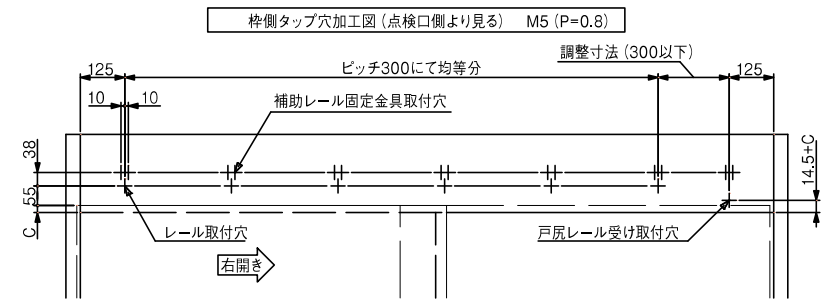 枠側タップ穴加工図(点検口側より見る) M5(P=0.8)
調整寸法(300以下)
125
ピッチ300にて均等分
125
10
10
補助レール固定金具取付穴
38
55
C
14.5+C
レール取付穴
戸尻レール受け取付穴
右開き